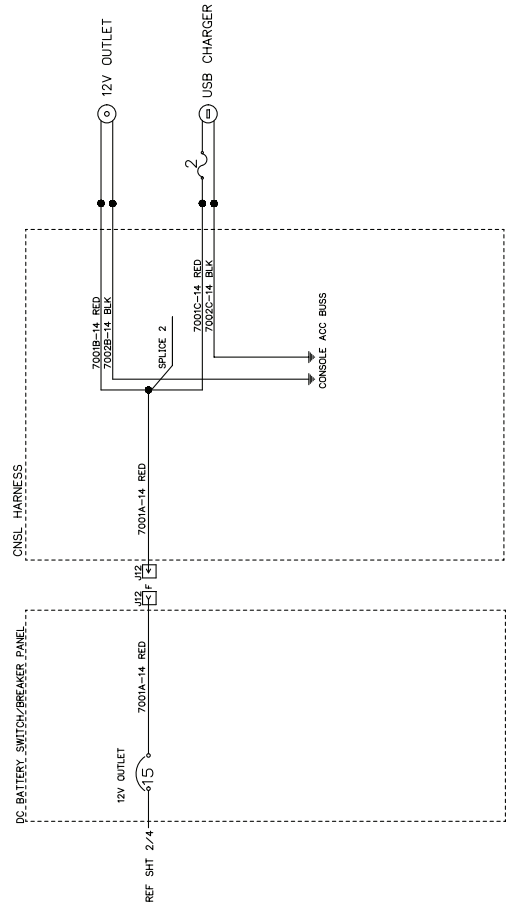 12V OUTLET
USB CHARGER
2
7001B-14 RED
7002B-14 BLK
7001C-14 RED
7002C-14 BLK
SPLICE 2
CONSOLE ACC BUSS
CNSL HARNESS
7001A-14 RED
J12
J12
F
DC BATTERY SWITCH/BREAKER PANEL
7001A-14 RED
12V OUTLET
15
REF SHT 2/4